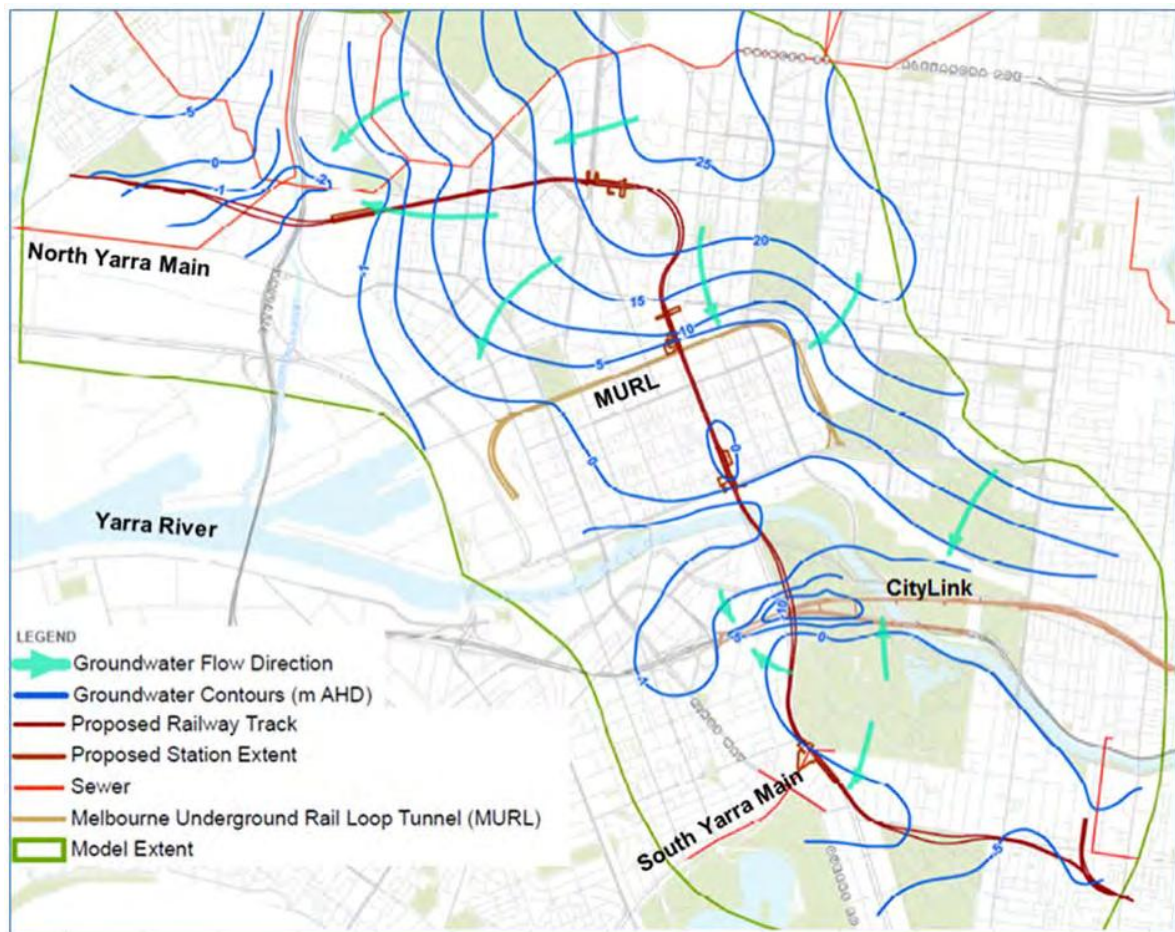 -5
0
-1
-2
-1
25
20
15
10
5
0
0
North Yarra Main
MURL
Yarra River
CityLink
10
-5
0
-1
South Yarra Main
-5
LEGEND
Groundwater Flow Direction
Groundwater Contours (m AHD)
Proposed Railway Track
Proposed Station Extent
Sewer
Melbourne Underground Rail Loop Tunnel (MURL)
Model Extent